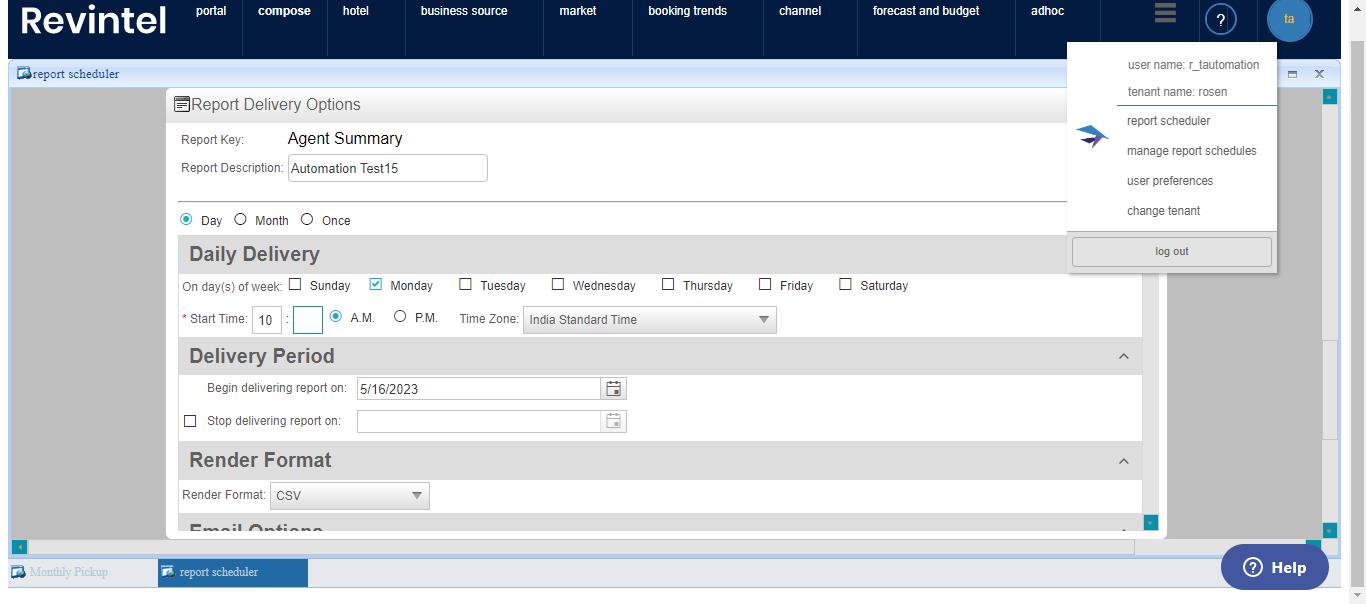 Revintel
portal compose hotel business source market booking trends channel forecast and budget adhoc ? ta
report scheduler
user name: r_tautomation
tenant name: rosen
report scheduler
manage report schedules
user preferences
change tenant
log out
Report Delivery Options
Report Key: Agent Summary
Report Description: Automation Test15
Day Month Once
Daily Delivery
On day(s) of week: Sunday Monday Tuesday Wednesday Thursday Friday Saturday
* Start Time: 10 : A.M. P.M. Time Zone: India Standard Time
Delivery Period
Begin delivering report on: 5/16/2023
Stop delivering report on:
Render Format
Render Format: CSV
Email Options
Monthly Pickup report scheduler
? Help